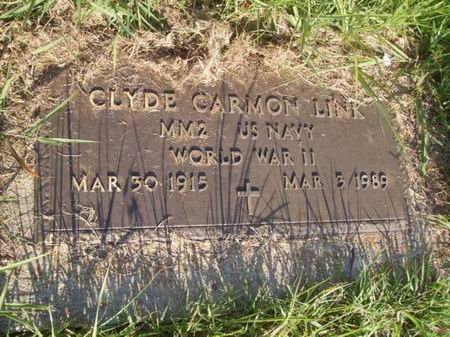 CLYDE CARMON LINK
MM2 US NAVY
WORLD WAR II
MAR 30 1915 MAR 3 1989